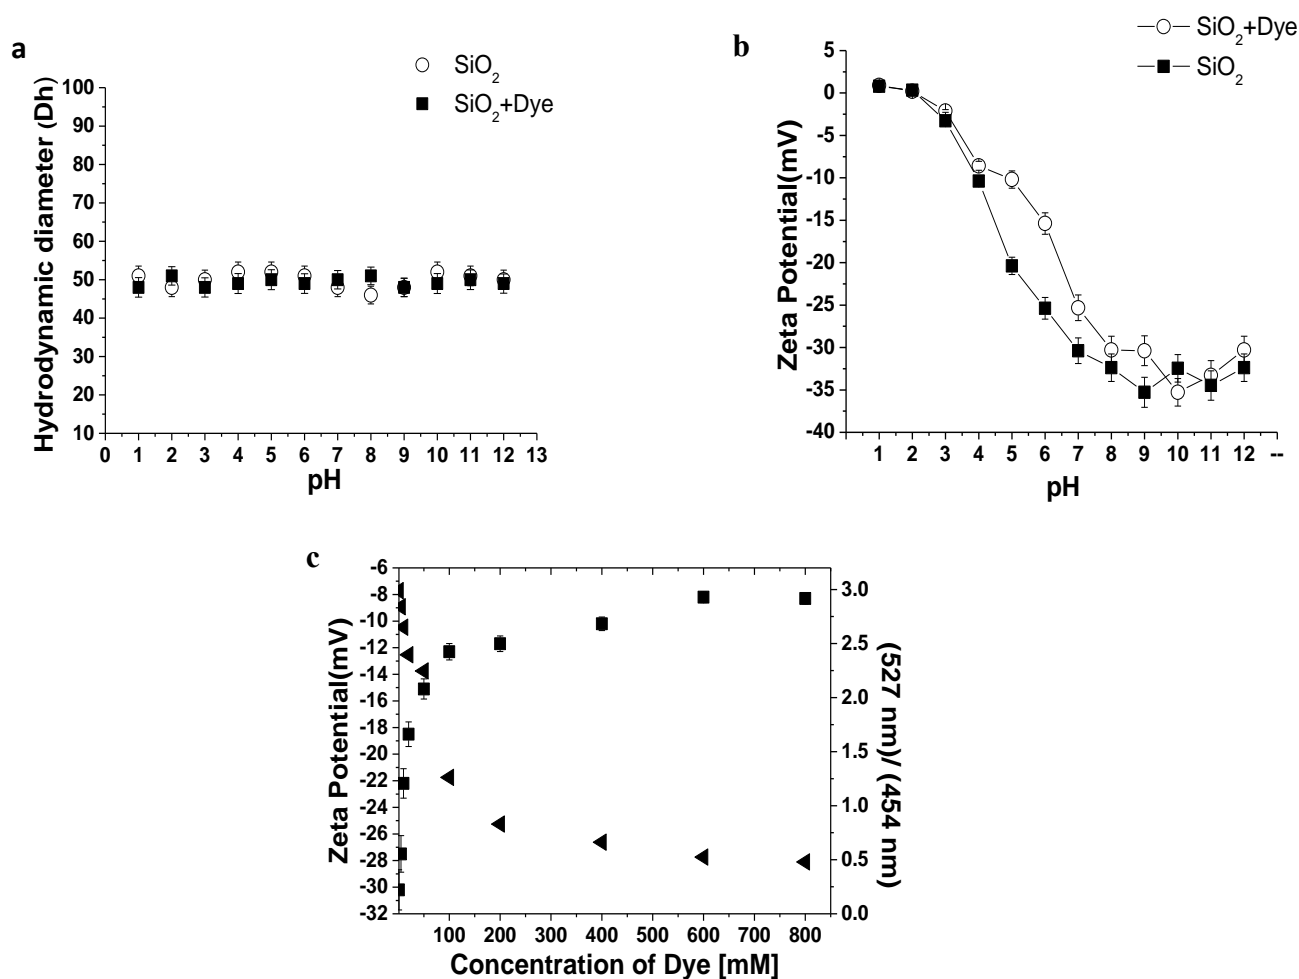 a
SiO2
SiO2+Dye
Hydrodynamic diameter (Dh)
100
90
80
70
60
50
40
30
20
10
0 1 2 3 4 5 6 7 8 9 10 11 12 13
pH
b
SiO2+Dye
SiO2
Zeta Potential(mV)
5
0
-5
-10
-15
-20
-25
-30
-35
-40
1 2 3 4 5 6 7 8 9 10 11 12 --
pH
c
Zeta Potential(mV)
-6
-8
-10
-12
-14
-16
-18
-20
-22
-24
-26
-28
-30
-32
3.0
2.5
2.0
1.5
1.0
0.5
0.0
(527 nm)/ (454 nm)
100 200 300 400 500 600 700 800
Concentration of Dye [mM]